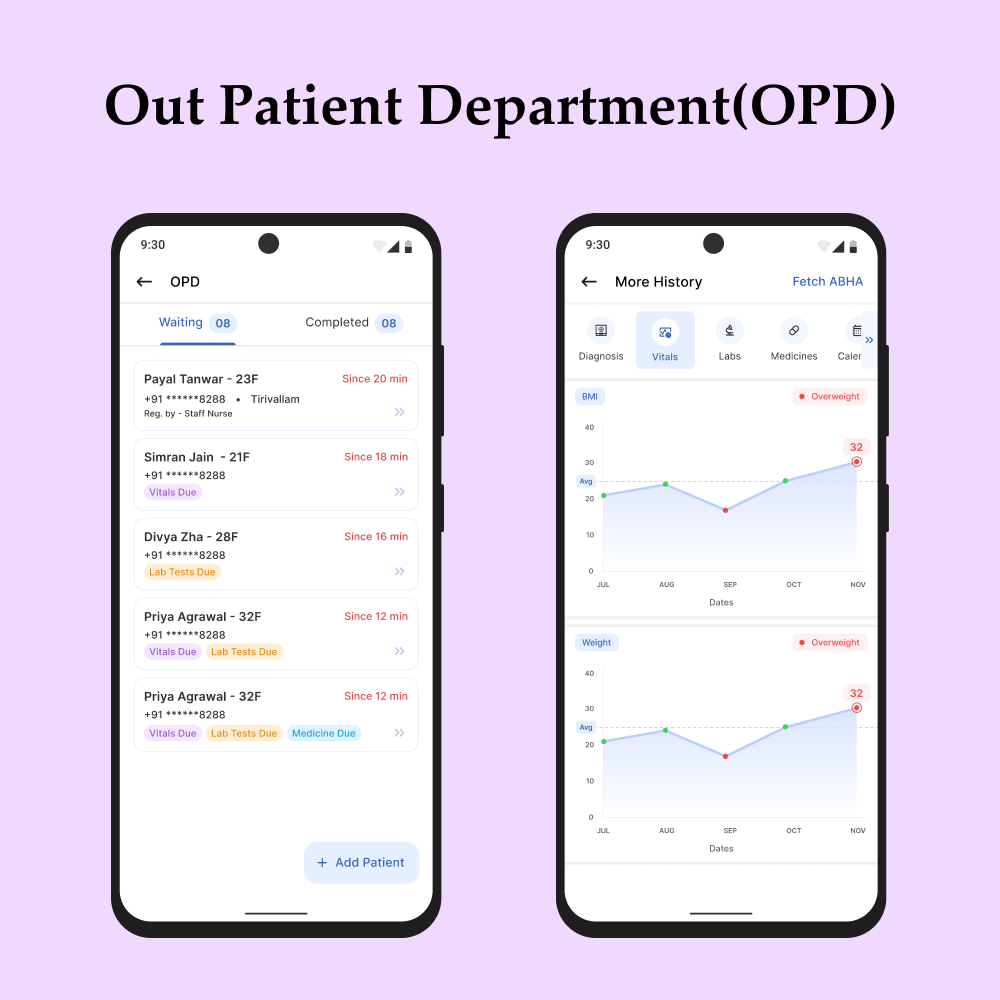 Out Patient Department(OPD)
9:30
OPD
Waiting 08 Completed 08
Payal Tanwar - 23F Since 20 min
+91 ******8288 • Tirivallam
Reg. by - Staff Nurse
Simran Jain - 21F Since 18 min
+91 ******8288
Vitals Due
Divya Zha - 28F Since 16 min
+91 ******8288
Lab Tests Due
Priya Agrawal - 32F Since 12 min
+91 ******8288
Vitals Due Lab Tests Due
Priya Agrawal - 32F Since 12 min
+91 ******8288
Vitals Due Lab Tests Due Medicine Due
+ Add Patient
9:30
More History Fetch ABHA
Diagnosis Vitals Labs Medicines Caler
BMI Overweight
40
32
30
Avg
20
10
0
JUL AUG SEP OCT NOV
Dates
Weight Overweight
40
32
30
Avg
20
10
0
JUL AUG SEP OCT NOV
Dates